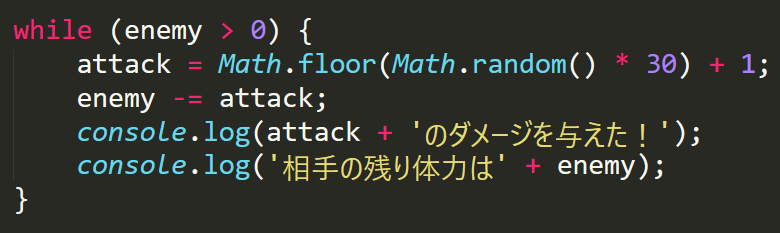 while (enemy > 0) {
    attack = Math.floor(Math.random() * 30) + 1;
    enemy -= attack;
    console.log(attack + 'のダメージを与えた！');
    console.log('相手の残り体力は' + enemy);
}